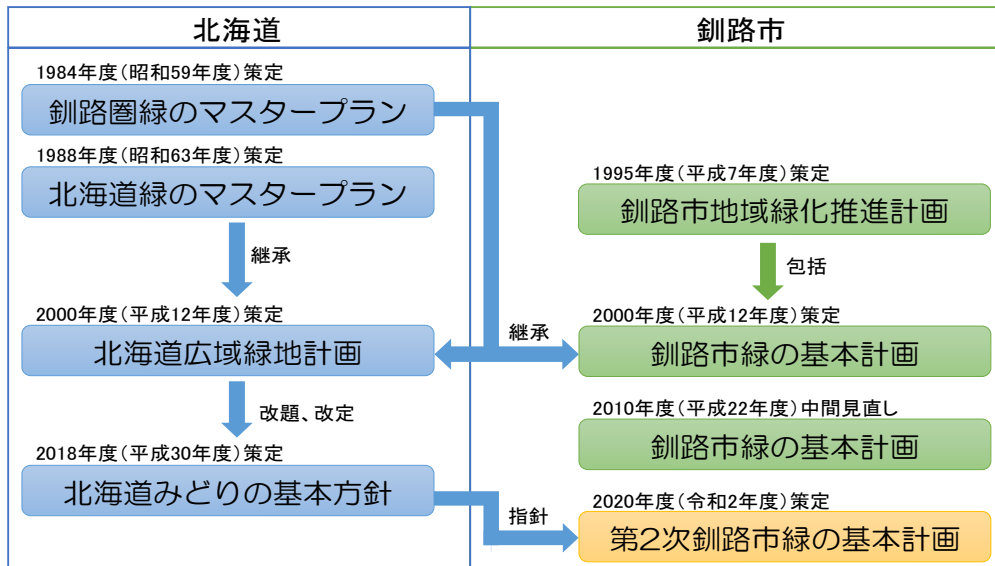 北海道
釧路市
1984年度(昭和59年度)策定
釧路圏緑のマスタープラン
1988年度(昭和63年度)策定
北海道緑のマスタープラン
継承
2000年度(平成12年度)策定
北海道広域緑地計画
改題、改定
2018年度(平成30年度)策定
北海道みどりの基本方針
1995年度(平成7年度)策定
釧路市地域緑化推進計画
包括
継承
2000年度(平成12年度)策定
釧路市緑の基本計画
2010年度(平成22年度)中間見直し
釧路市緑の基本計画
指針
2020年度(令和2年度)策定
第2次釧路市緑の基本計画